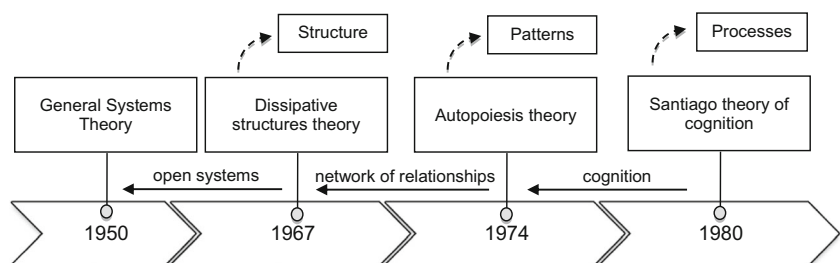 Structure
Patterns
Processes
General Systems
Theory
Dissipative
structures theory
Autopoiesis theory
Santiago theory of
cognition
open systems
network of relationships
cognition
1950
1967
1974
1980